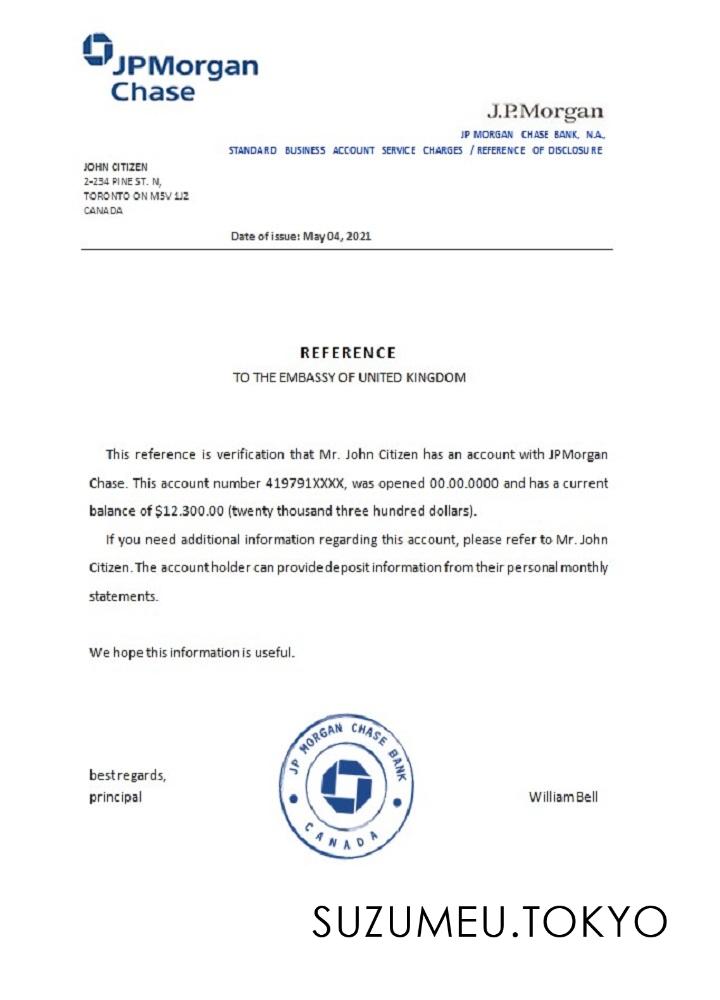 JPMorgan
Chase
J.P.Morgan
JP MORGAN CHASE BANK, N.A.,
STANDARD BUSINESS ACCOUNT SERVICE CHARGES / REFERENCE OF DISCLOSURE
JOHN CITIZEN
2-234 PINE ST. N,
TORONTO ON M5V 1J2
CANADA
Date of issue: May 04, 2021
REFERENCE
TO THE EMBASSY OF UNITED KINGDOM
This reference is verification that Mr. John Citizen has an account with JPMorgan
Chase. This account number 419791XXXX, was opened 00.00.0000 and has a current
balance of $12.300.00 (twenty thousand three hundred dollars).
If you need additional information regarding this account, please refer to Mr. John
Citizen. The account holder can provide deposit information from their personal monthly
statements.
We hope this information is useful.
JP MORGAN CHASE BANK
CANADA
best regards,
principal
William Bell
SUZUMEU.TOKYO